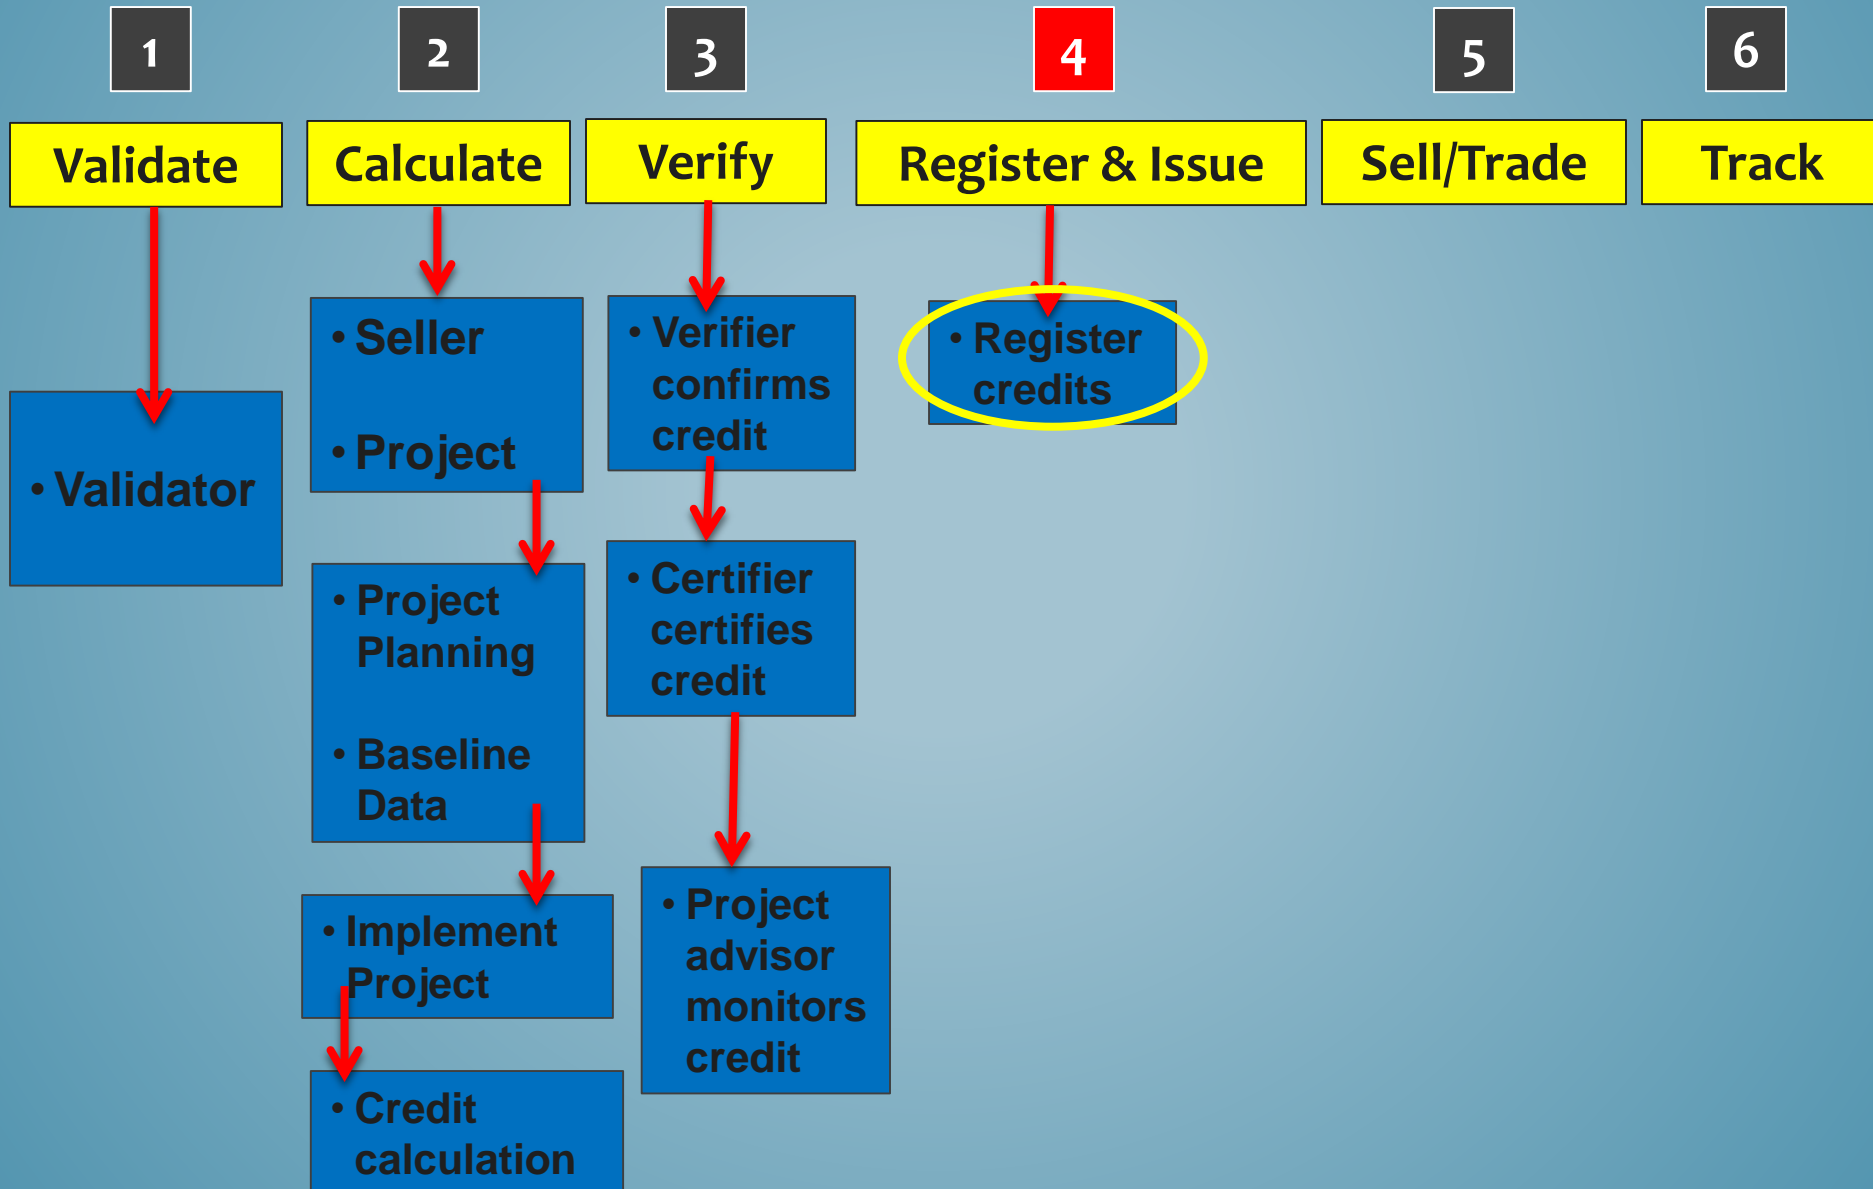 1
2
3
4
5
6
Validate
Calculate
Verify
Register & Issue
Sell/Trade
Track
• Validator
• Seller
• Project
• Project
Planning
• Baseline
Data
• Implement
Project
• Credit
calculation
• Verifier
confirms
credit
• Certifier
certifies
credit
• Project
advisor
monitors
credit
• Register
credits